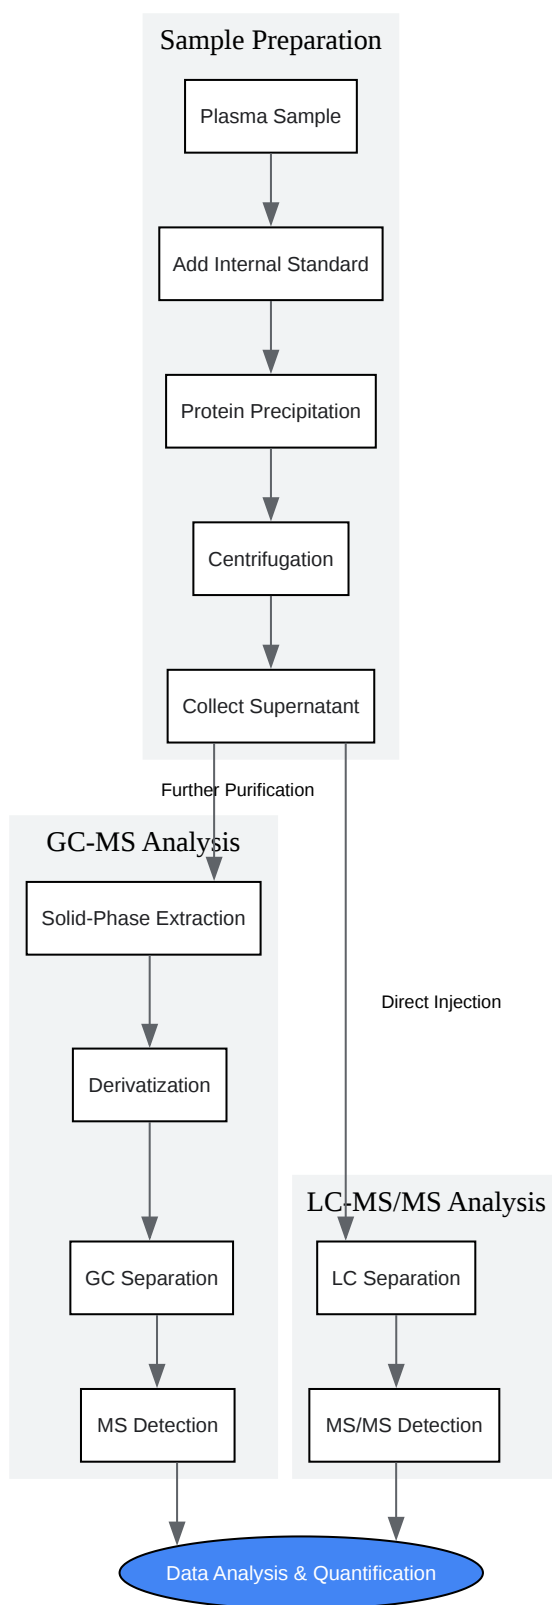 Sample Preparation
Plasma Sample
Add Internal Standard
Protein Precipitation
Centrifugation
Collect Supernatant
Further Purification
GC-MS Analysis
Solid-Phase Extraction
Direct Injection
Derivatization
LC-MS/MS Analysis
GC Separation
LC Separation
MS Detection
MS/MS Detection
Data Analysis & Quantification